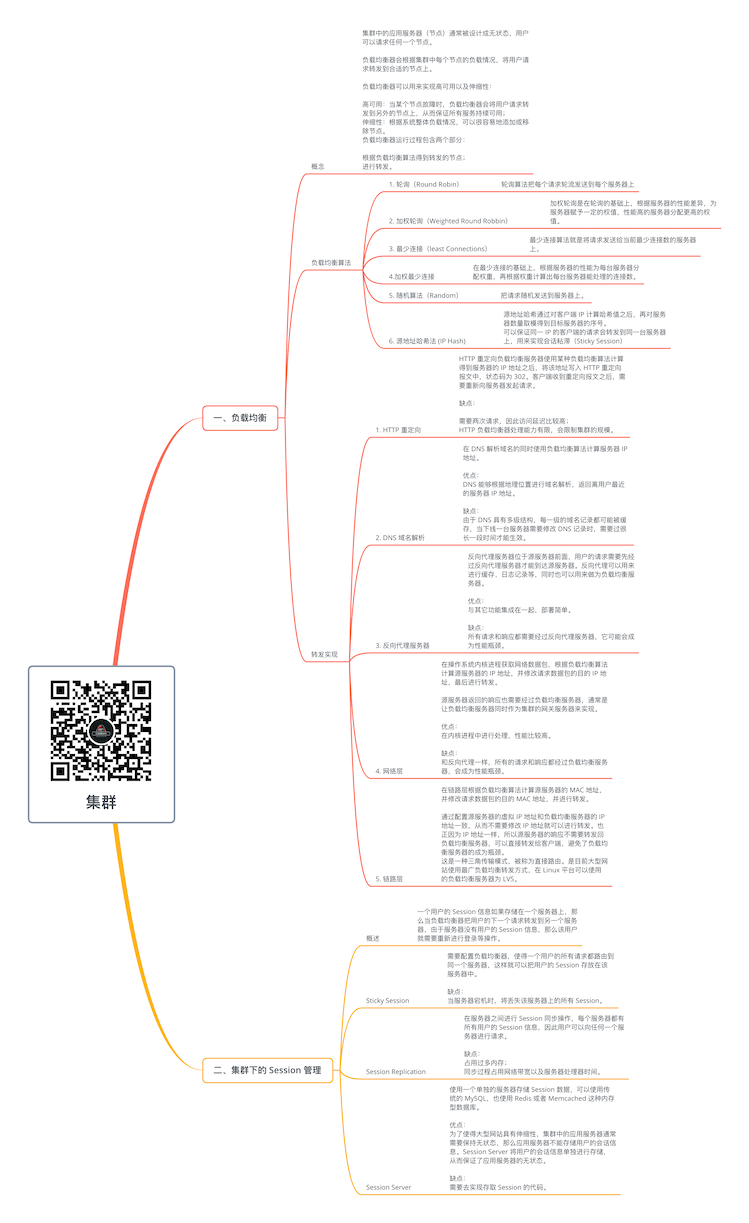 集群
一、负载均衡
概念
集群中的应用服务器（节点）通常被设计成无状态，用户
可以请求任何一个节点。
负载均衡器会根据集群中每个节点的负载情况，将用户请
求转发到合适的节点上。
负载均衡器可以用来实现高可用以及伸缩性：
高可用：当某个节点故障时，负载均衡器会将用户请求转
发到另外的节点上，从而保证所有服务持续可用；
伸缩性：根据系统整体负载情况，可以很容易地添加或移
除节点。
负载均衡器运行过程包含两个部分：
根据负载均衡算法得到转发的节点；
进行转发。
负载均衡算法
1. 轮询（Round Robin）
轮询算法把每个请求轮流发送到每个服务器上
2. 加权轮询（Weighted Round Robbin）
加权轮询是在轮询的基础上，根据服务器的性能差异，为
服务器赋予一定的权值，性能高的服务器分配更高的权
值。
3. 最少连接（least Connections）
最少连接算法就是将请求发送给当前最少连接数的服务器
上。
4.加权最少连接
在最少连接的基础上，根据服务器的性能为每台服务器分
配权重，再根据权重计算出每台服务器能处理的连接数。
5. 随机算法（Random）
把请求随机发送到服务器上。
6. 源地址哈希法 (IP Hash)
源地址哈希通过对客户端 IP 计算哈希值之后，再对服务
器数量取模得到目标服务器的序号。
可以保证同一 IP 的客户端的请求会转发到同一台服务器
上，用来实现会话粘滞（Sticky Session）
转发实现
1. HTTP 重定向
HTTP 重定向负载均衡服务器使用某种负载均衡算法计算
得到服务器的 IP 地址之后，将该地址写入 HTTP 重定向
报文中，状态码为 302。客户端收到重定向报文之后，需
要重新向服务器发起请求。
缺点：
需要两次请求，因此访问延迟比较高；
HTTP 负载均衡器处理能力有限，会限制集群的规模。
2. DNS 域名解析
在 DNS 解析域名的同时使用负载均衡算法计算服务器 IP
地址。
优点：
DNS 能够根据地理位置进行域名解析，返回离用户最近
的服务器 IP 地址。
缺点：
由于 DNS 具有多级结构，每一级的域名记录都可能被缓
存，当下线一台服务器需要修改 DNS 记录时，需要过很
长一段时间才能生效。
3. 反向代理服务器
反向代理服务器位于源服务器前面，用户的请求需要先经
过反向代理服务器才能到达源服务器。反向代理可以用来
进行缓存、日志记录等，同时也可以用来做为负载均衡服
务器。
优点：
与其它功能集成在一起，部署简单。
缺点：
所有请求和响应都需要经过反向代理服务器，它可能会成
为性能瓶颈。
4. 网络层
在操作系统内核进程获取网络数据包，根据负载均衡算法
计算源服务器的 IP 地址，并修改请求数据包的目的 IP 地
址，最后进行转发。
源服务器返回的响应也需要经过负载均衡服务器，通常是
让负载均衡服务器同时作为集群的网关服务器来实现。
优点：
在内核进程中进行处理，性能比较高。
缺点：
和反向代理一样，所有的请求和响应都经过负载均衡服务
器，会成为性能瓶颈。
5. 链路层
在链路层根据负载均衡算法计算源服务器的 MAC 地址，
并修改请求数据包的目的 MAC 地址，并进行转发。
通过配置源服务器的虚拟 IP 地址和负载均衡服务器的 IP
地址一致，从而不需要修改 IP 地址就可以进行转发。也
正因为 IP 地址一样，所以源服务器的响应不需要转发回
负载均衡服务器，可以直接转发给客户端，避免了负载均
衡服务器的成为瓶颈。
这是一种三角传输模式，被称为直接路由。是目前大型网
站使用最广负载均衡转发方式，在 Linux 平台可以使用
的负载均衡服务器为 LVS。
二、集群下的 Session 管理
概述
一个用户的 Session 信息如果存储在一个服务器上，那
么当负载均衡器把用户的下一个请求转发到另一个服务
器，由于服务器没有用户的 Session 信息，那么该用户
就需要重新进行登录等操作。
Sticky Session
需要配置负载均衡器，使得一个用户的所有请求都路由到
同一个服务器，这样就可以把用户的 Session 存放在该
服务器中。
缺点：
当服务器宕机时，将丢失该服务器上的所有 Session。
Session Replication
在服务器之间进行 Session 同步操作，每个服务器都有
所有用户的 Session 信息，因此用户可以向任何一个服
务器进行请求。
缺点：
占用过多内存；
同步过程占用网络带宽以及服务器处理器时间。
Session Server
使用一个单独的服务器存储 Session 数据，可以使用传
统的 MySQL，也使用 Redis 或者 Memcached 这种内存
型数据库。
优点：
为了使得大型网站具有伸缩性，集群中的应用服务器通常
需要保持无状态，那么应用服务器不能存储用户的会话信
息。Session Server 将用户的会话信息单独进行存储，
从而保证了应用服务器的无状态。
缺点：
需要去实现存取 Session 的代码。